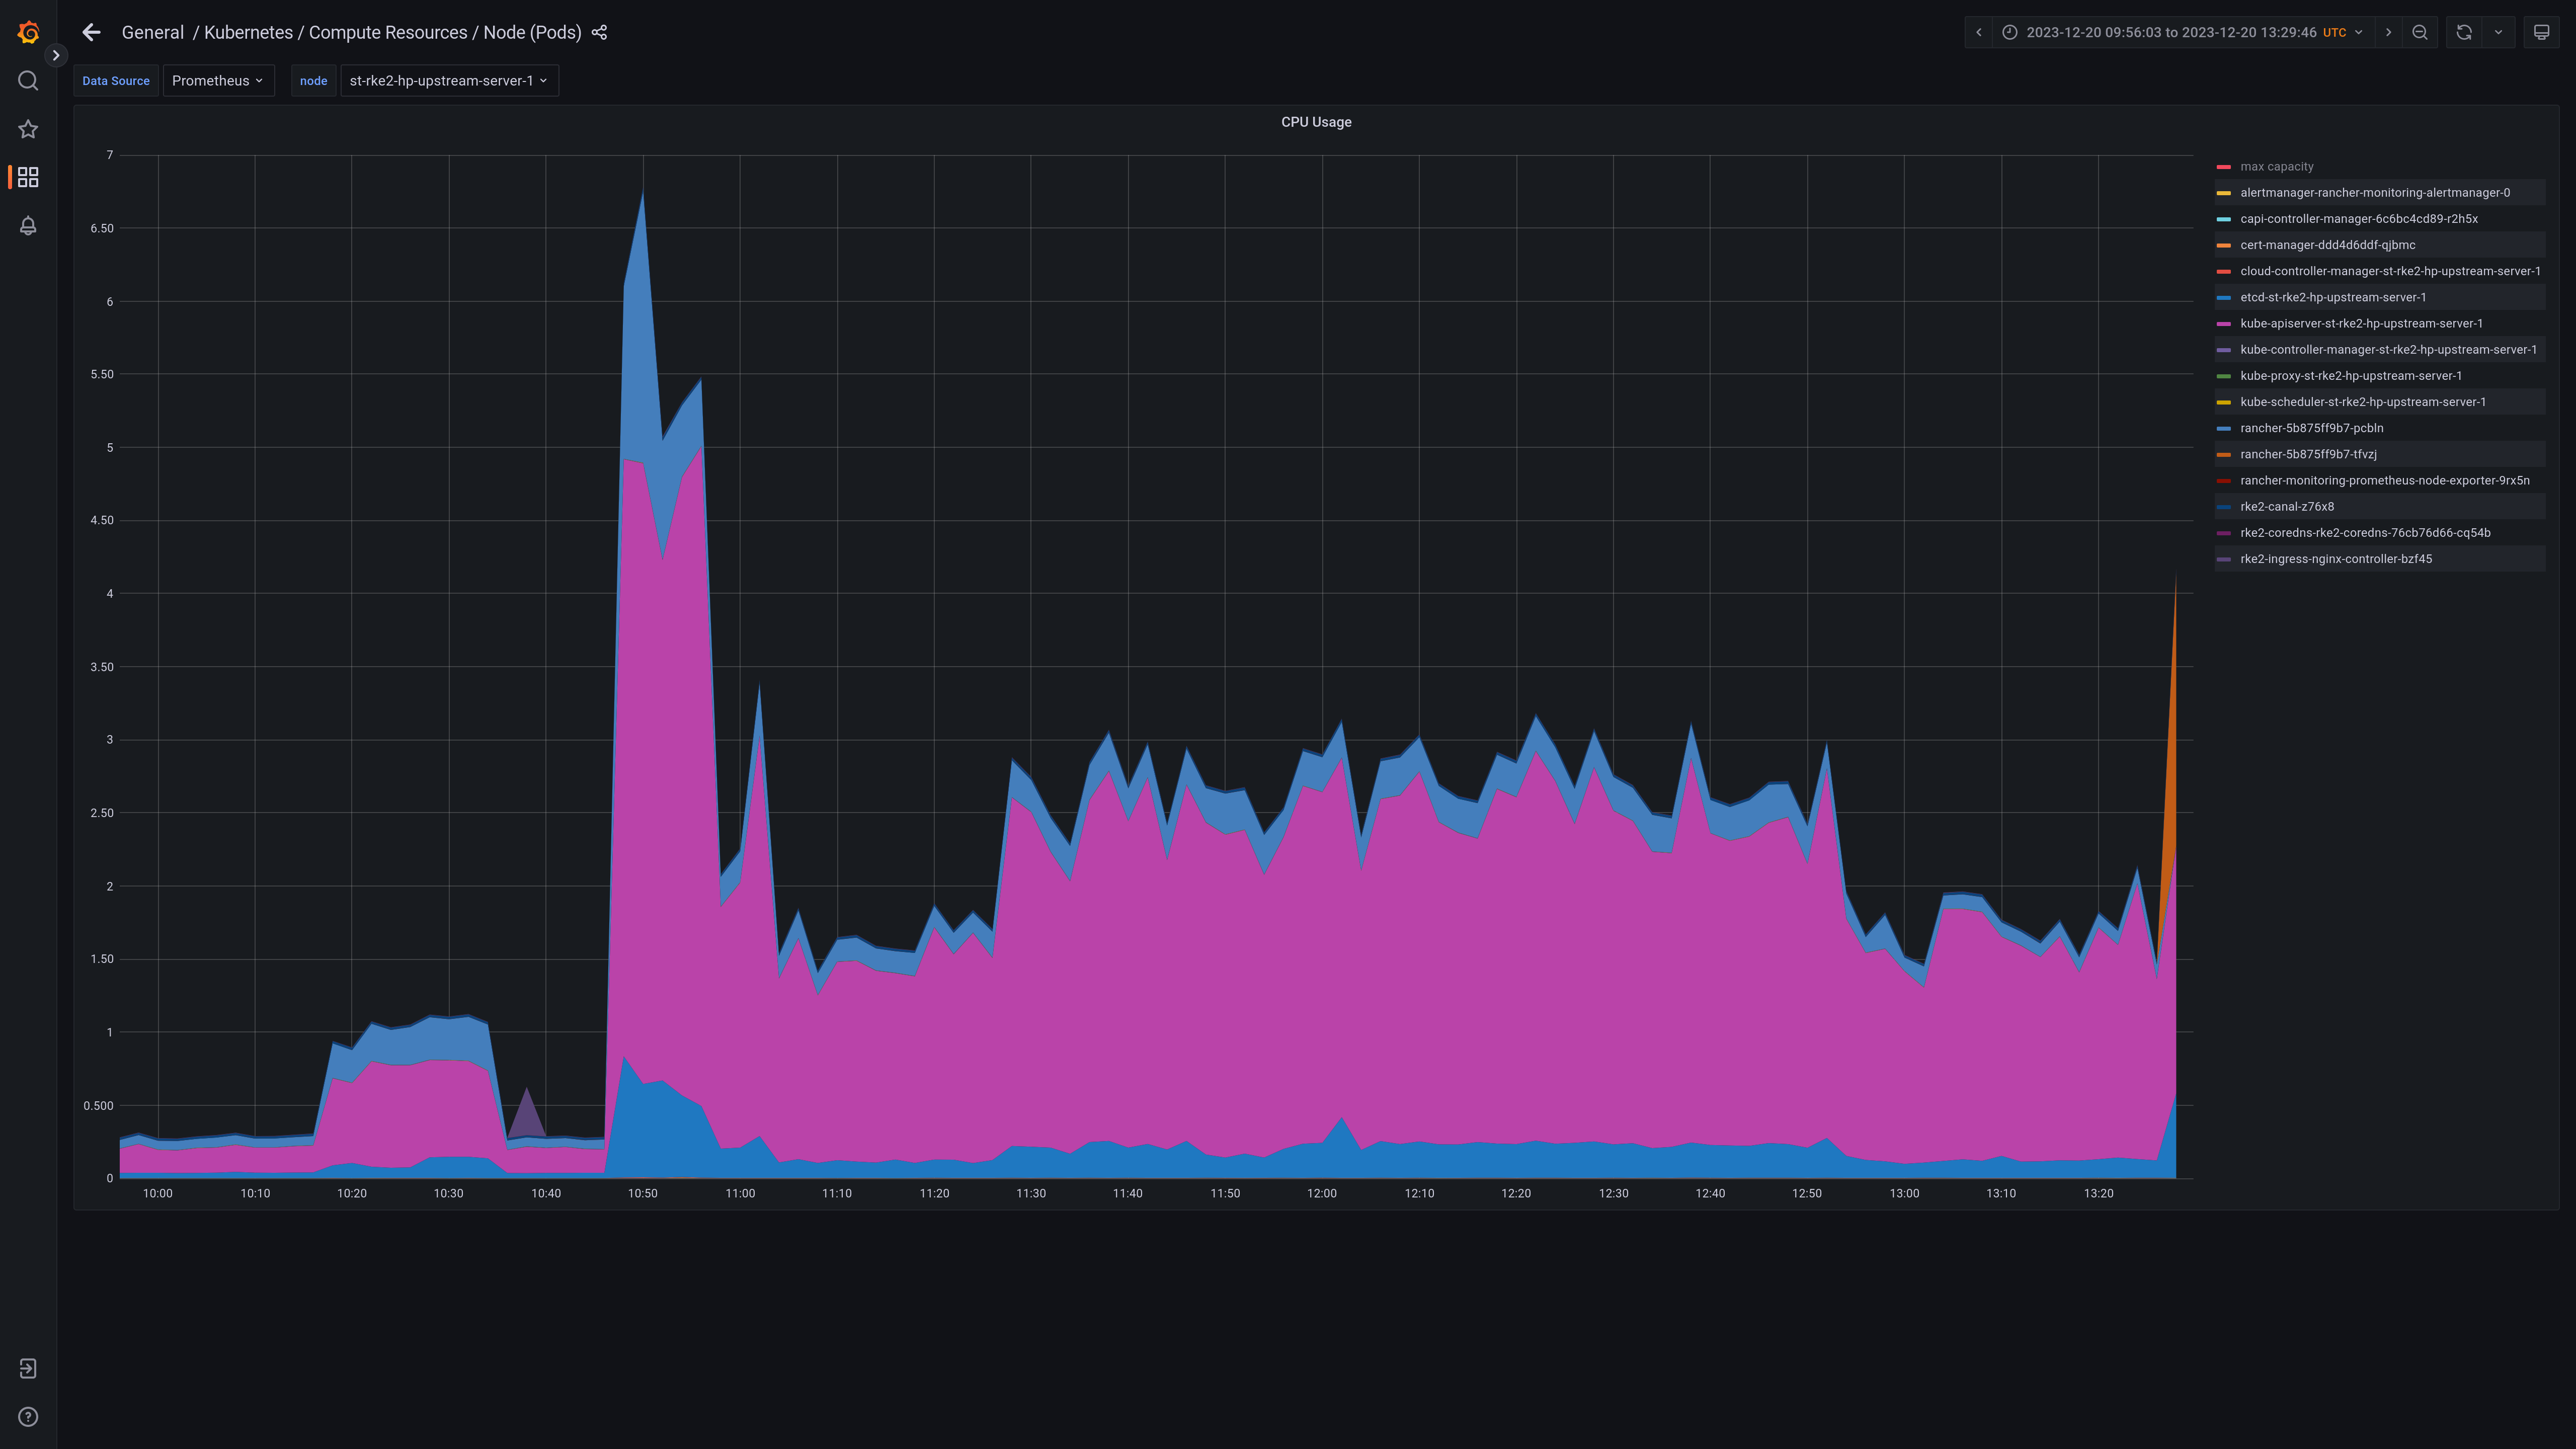 General / Kubernetes / Compute Resources / Node (Pods)
2023-12-20 09:56:03 to 2023-12-20 13:29:46 UTC
Data Source Prometheus node st-rke2-hp-upstream-server-1
CPU Usage
7
6.50
6
5.50
5
4.50
4
3.50
3
2.50
2
1.50
1
0.500
0
10:00 10:10 10:20 10:30 10:40 10:50 11:00 11:10 11:20 11:30 11:40 11:50 12:00 12:10 12:20 12:30 12:40 12:50 13:00 13:10 13:20
max capacity
alertmanager-rancher-monitoring-alertmanager-0
capi-controller-manager-6c6bc4cd89-r2h5x
cert-manager-ddd4d6ddf-qjbmc
cloud-controller-manager-st-rke2-hp-upstream-server-1
etcd-st-rke2-hp-upstream-server-1
kube-apiserver-st-rke2-hp-upstream-server-1
kube-controller-manager-st-rke2-hp-upstream-server-1
kube-proxy-st-rke2-hp-upstream-server-1
kube-scheduler-st-rke2-hp-upstream-server-1
rancher-5b875ff9b7-pcbln
rancher-5b875ff9b7-tfvzj
rancher-monitoring-prometheus-node-exporter-9rx5n
rke2-canal-z76x8
rke2-coredns-rke2-coredns-76cb76d66-cq54b
rke2-ingress-nginx-controller-bzf45